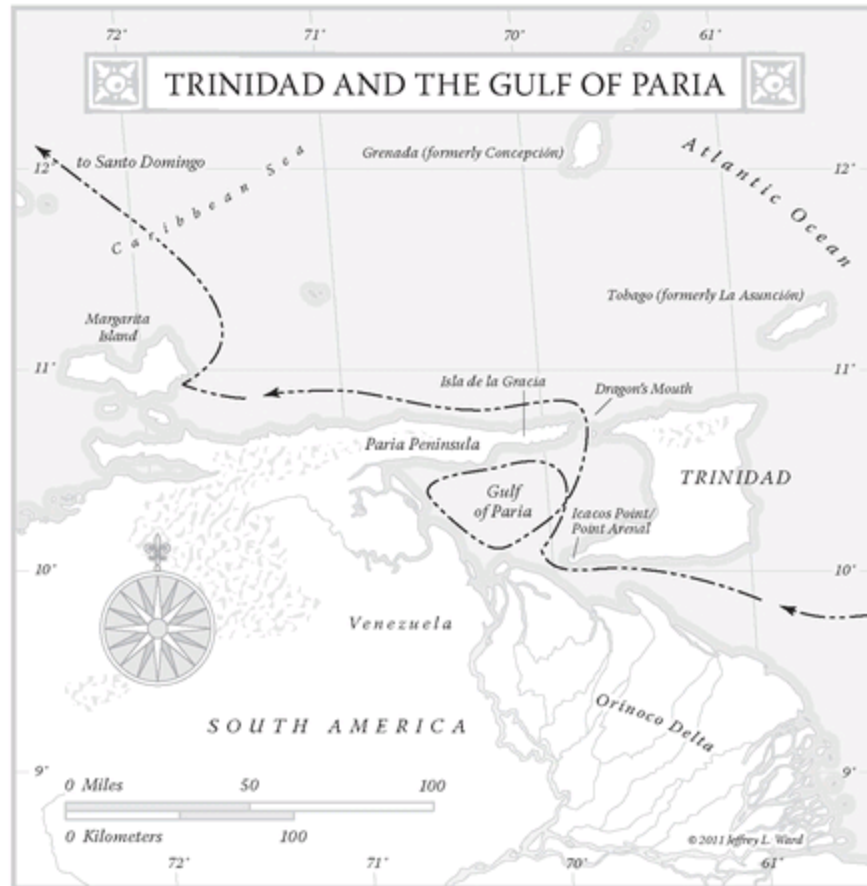 72° 71° 70° 61°
TRINIDAD AND THE GULF OF PARIA
to Santo Domingo
Grenada (formerly Concepción)
Atlantic Ocean
12° 12°
Caribbean Sea
Tobago (formerly La Asunción)
Margarita
Island
11° 11°
Isla de la Gracia
Dragon's Mouth
Paria Peninsula
TRINIDAD
Gulf
of Paria
Icacos Point/
Point Arenal
10° 10°
Venezuela
Orinoco Delta
SOUTH AMERICA
9° 9°
0 Miles 50 100
0 Kilometers 100
© 2011 Jeffrey L. Ward
72° 71° 70° 61°